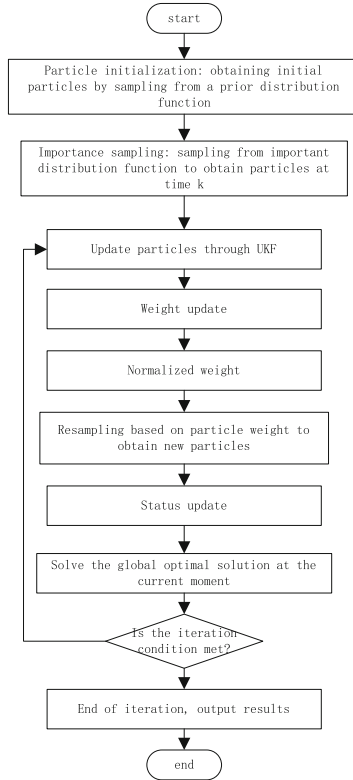 start
Particle initialization: obtaining initial
particles by sampling from a prior distribution
function
Importance sampling: sampling from important
distribution function to obtain particles at
time k
Update particles through UKF
Weight update
Normalized weight
Resampling based on particle weight to
obtain new particles
Status update
Solve the global optimal solution at the
current moment
Is the iteration
condition met?
End of iteration, output results
end